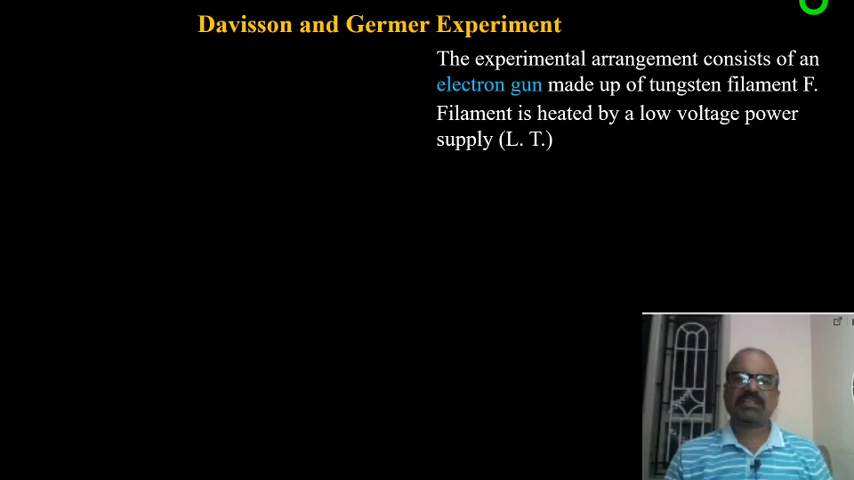 Davisson and Germer Experiment
The experimental arrangement consists of an
electron gun made up of tungsten filament F.
Filament is heated by a low voltage power
supply (L. T.)